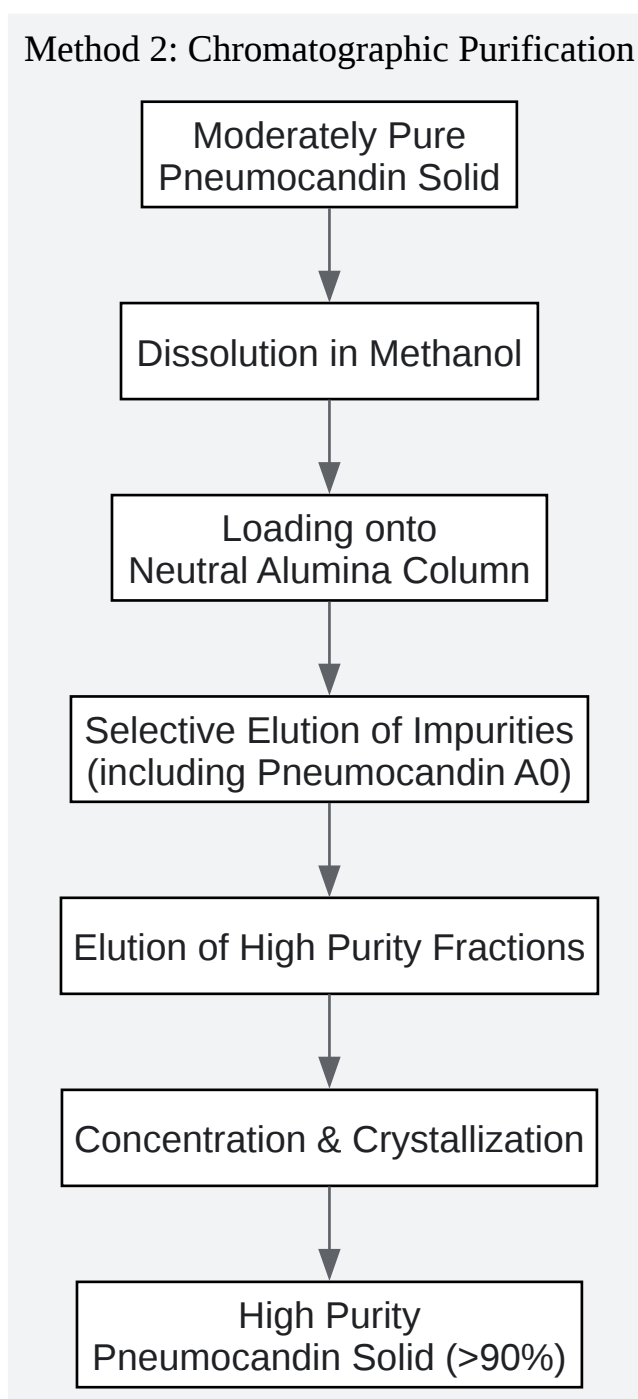 Method 2: Chromatographic Purification
Moderately Pure
Pneumocandin Solid
Dissolution in Methanol
Loading onto
Neutral Alumina Column
Selective Elution of Impurities
(including Pneumocandin A0)
Elution of High Purity Fractions
Concentration & Crystallization
High Purity
Pneumocandin Solid (>90%)